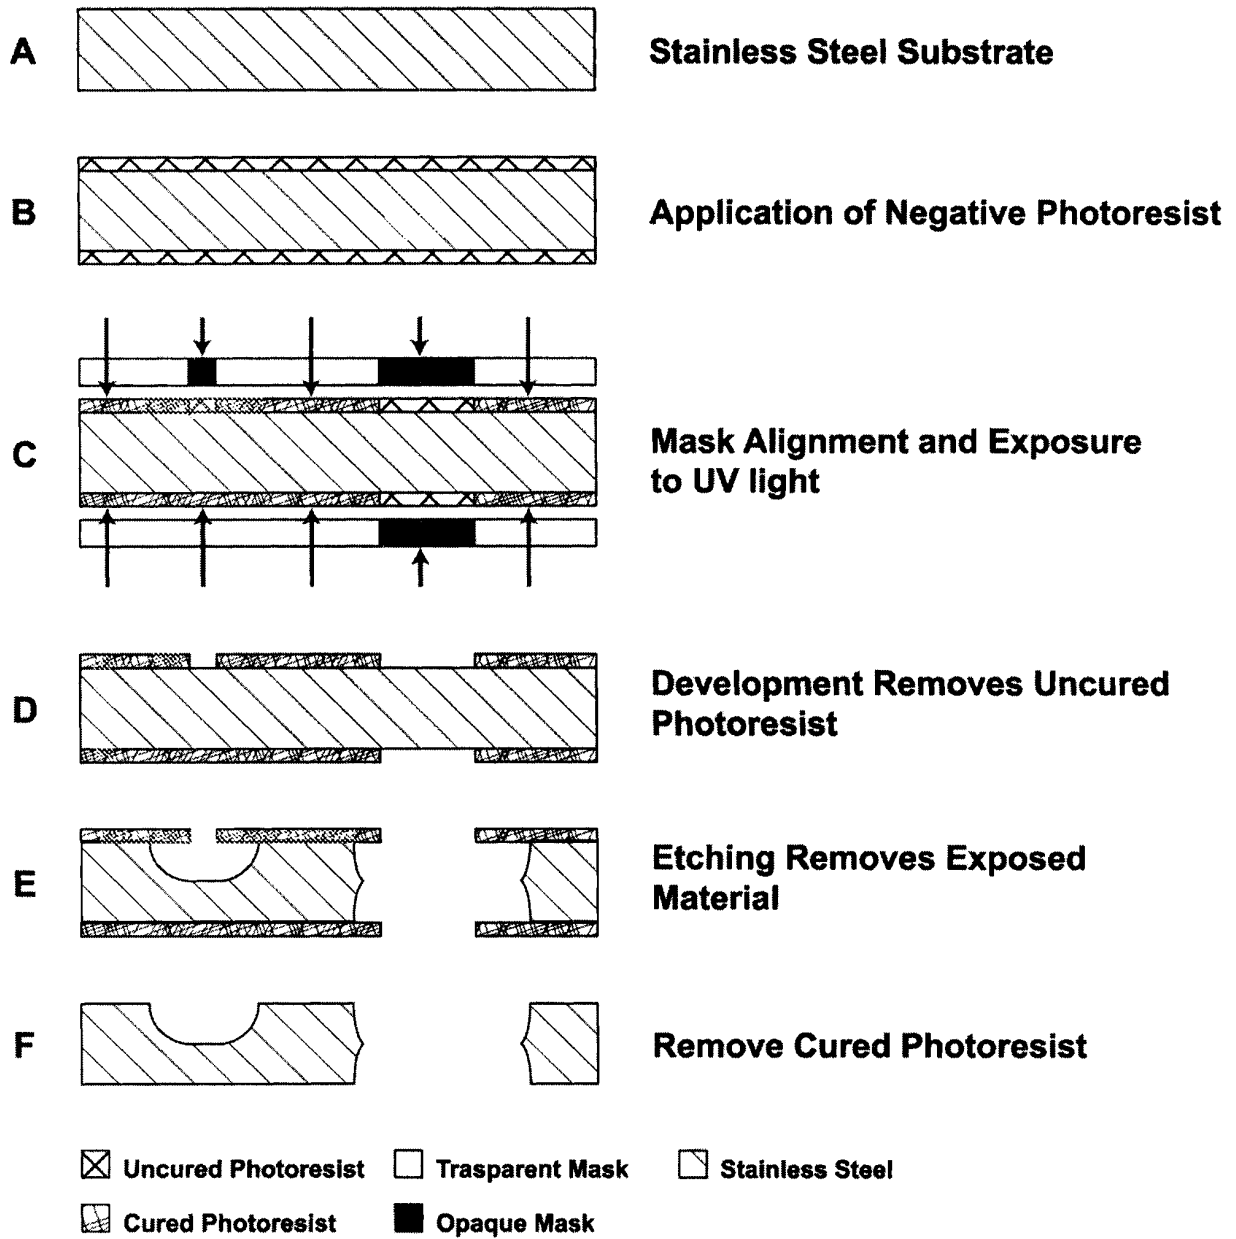 A
Stainless Steel Substrate
B
Application of Negative Photoresist
C
Mask Alignment and Exposure
to UV light
D
Development Removes Uncured
Photoresist
E
Etching Removes Exposed
Material
F
Remove Cured Photoresist
Uncured Photoresist
Trasparent Mask
Stainless Steel
Cured Photoresist
Opaque Mask